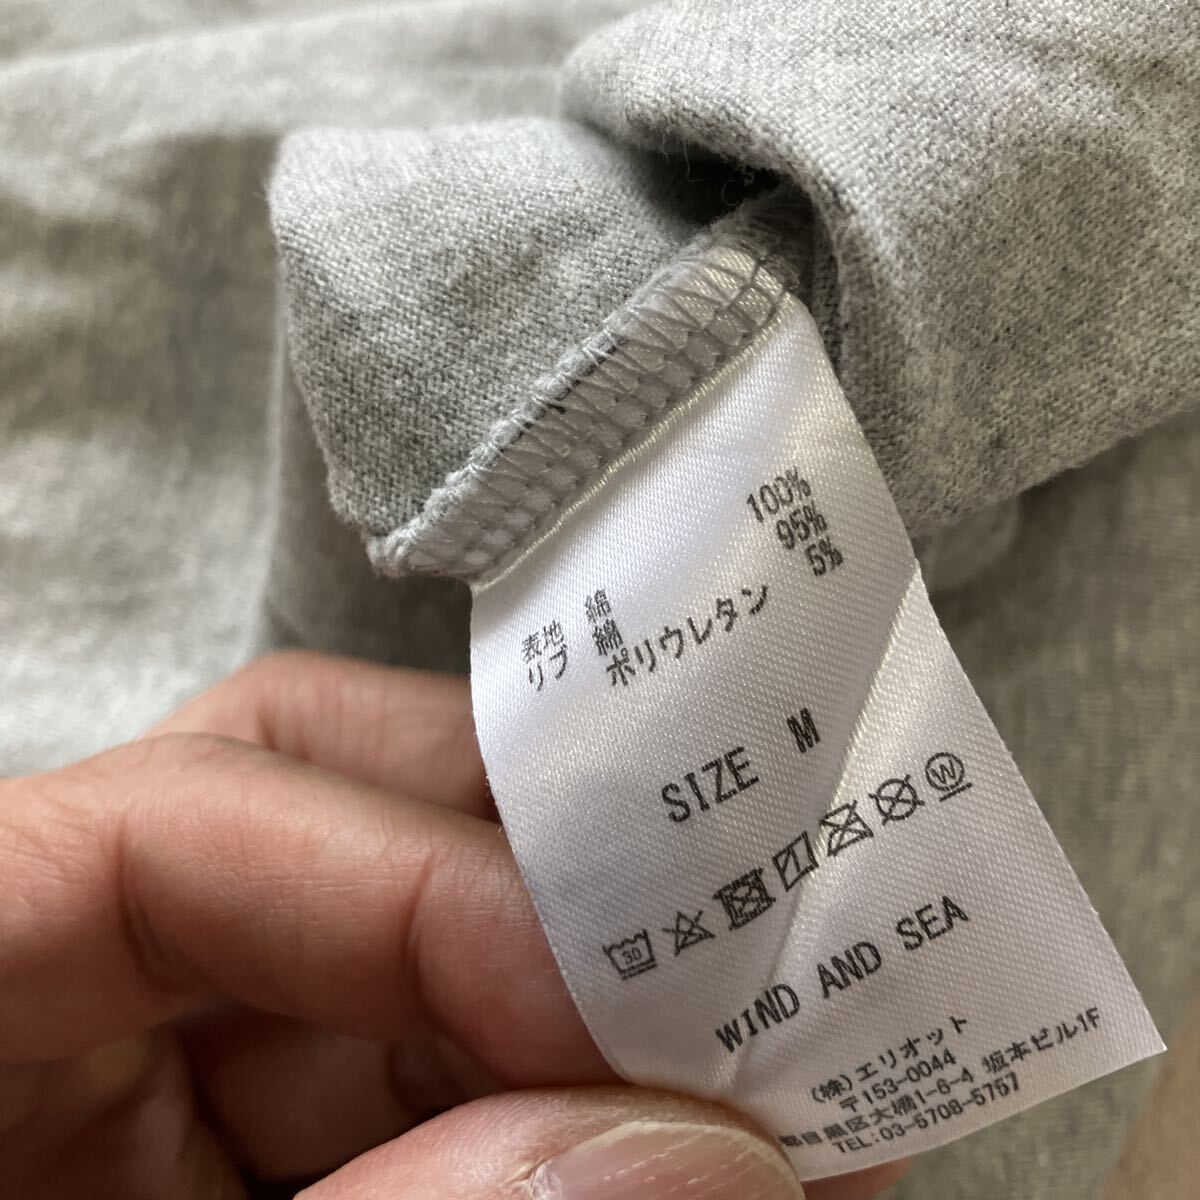 表地 綿 100%
リブ 綿 95%
ポリウレタン 5%
SIZE M
30
W
WIND AND SEA
(株)エリオット
〒153-0044
目黒区大橋1-6-4 坂本ビル1F
TEL:03-5708-5757